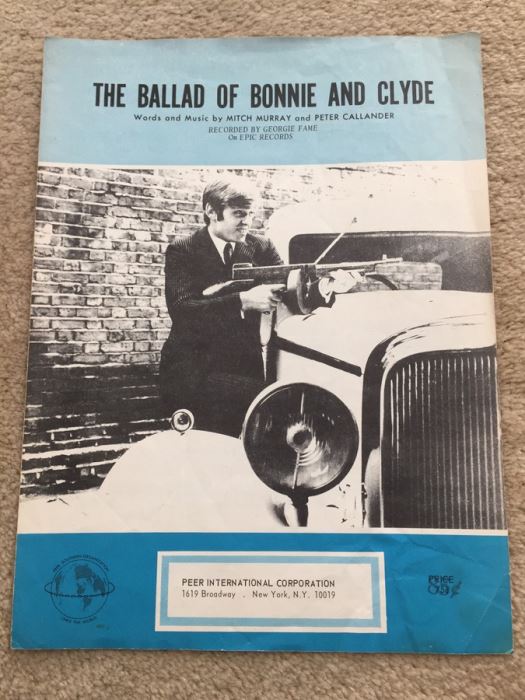 THE BALLAD OF BONNIE AND CLYDE
Words and Music by MITCH MURRAY and PETER CALLANDER
RECORDED BY GEORGIE FAME
On EPIC RECORDS
PEER INTERNATIONAL CORPORATION
1619 Broadway . New York, N.Y. 10019
PRICE